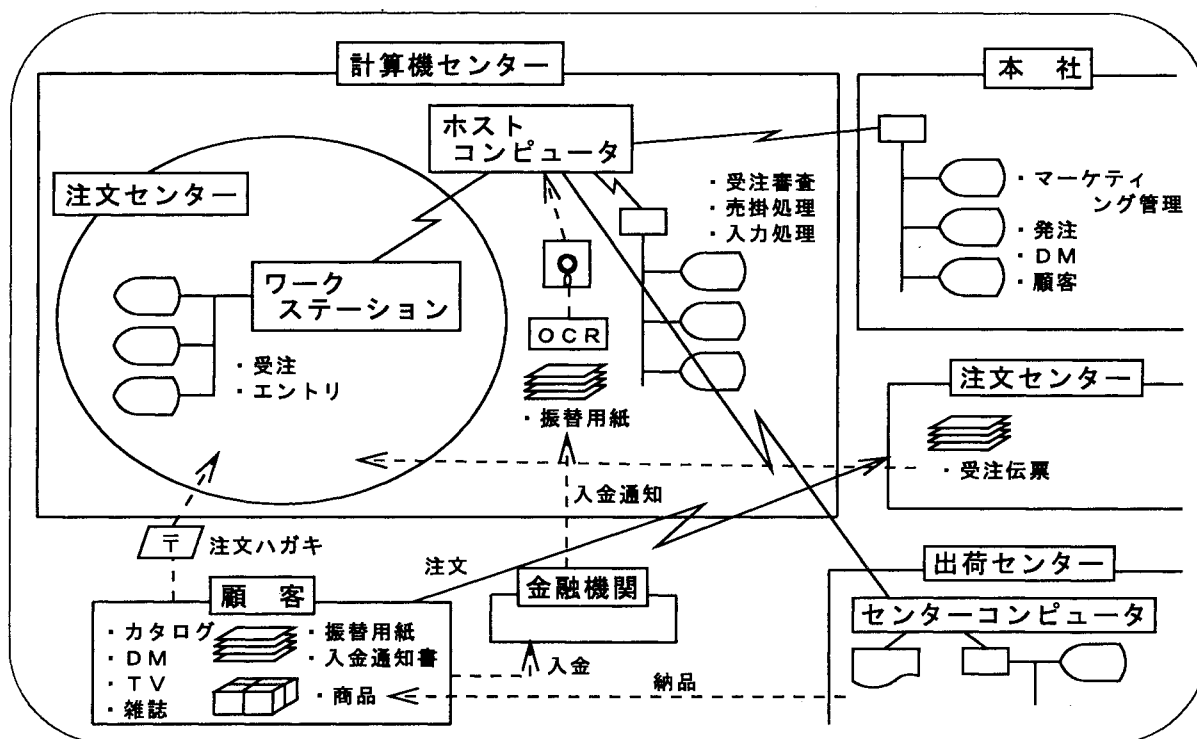 計算機センター
本 社
ホスト
コンピュータ
注文センター
・受注審査
・売掛処理
・入力処理
・マーケティ
ング管理
・発注
・DM
・顧客
ワーク
ステーション
OCR
・受注
・エントリ
・振替用紙
注文センター
・受注伝票
入金通知
〒 注文ハガキ
注文
出荷センター
顧 客
金融機関
センターコンピュータ
・カタログ
・DM
・TV
・雑誌
・振替用紙
・入金通知書
・商品
入金
納品